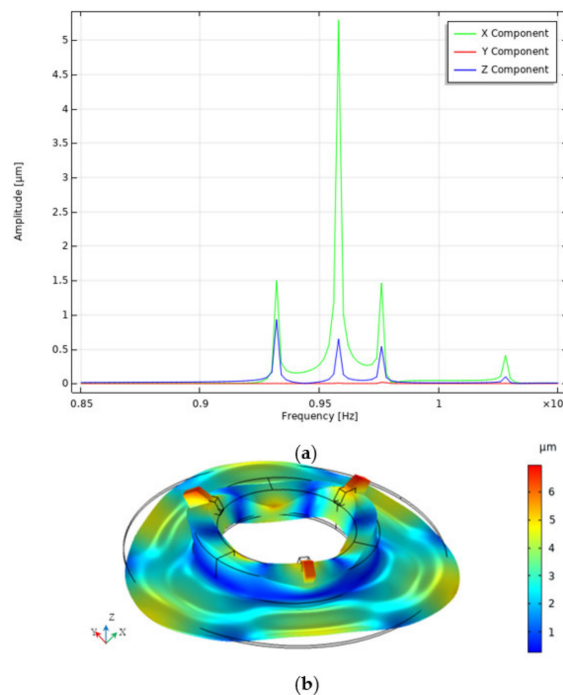 5
4.5
4
3.5
3
2.5
2
1.5
1
0.5
0
Amplitude [µm]
X Component
Y Component
Z Component
0.85
0.9
0.95
1
×10
Frequency [Hz]
(a)
µm
6
5
4
3
2
1
Z
Y
X
(b)